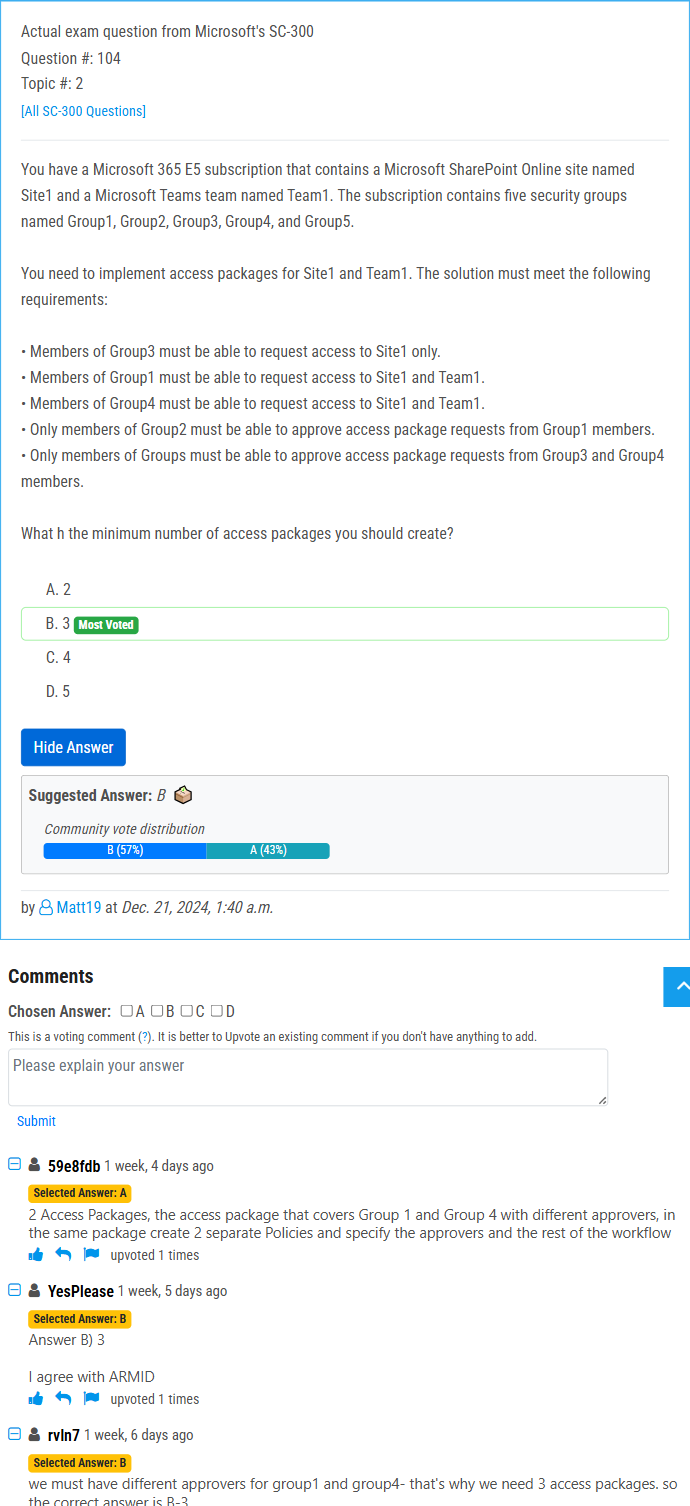 Actual exam question from Microsoft's SC-300
Question #: 104
Topic #: 2
[All SC-300 Questions]
You have a Microsoft 365 E5 subscription that contains a Microsoft SharePoint Online site named
Site1 and a Microsoft Teams team named Team1. The subscription contains five security groups
named Group1, Group2, Group3, Group4, and Group5.
You need to implement access packages for Site1 and Team1. The solution must meet the following
requirements:
• Members of Group3 must be able to request access to Site1 only.
• Members of Group1 must be able to request access to Site1 and Team1.
• Members of Group4 must be able to request access to Site1 and Team1.
• Only members of Group2 must be able to approve access package requests from Group1 members.
• Only members of Groups must be able to approve access package requests from Group3 and Group4
members.
What h the minimum number of access packages you should create?
A. 2
B. 3 Most Voted
C. 4
D. 5
Hide Answer
Suggested Answer: B
Community vote distribution
B (57%) A (43%)
by Matt19 at Dec. 21, 2024, 1:40 a.m.
Comments
Chosen Answer: A B C D
This is a voting comment (?). It is better to Upvote an existing comment if you don't have anything to add.
Please explain your answer
Submit
59e8fdb 1 week, 4 days ago
Selected Answer: A
2 Access Packages, the access package that covers Group 1 and Group 4 with different approvers, in
the same package create 2 separate Policies and specify the approvers and the rest of the workflow
upvoted 1 times
YesPlease 1 week, 5 days ago
Selected Answer: B
Answer B) 3
I agree with ARMID
upvoted 1 times
rvln7 1 week, 6 days ago
Selected Answer: B
we must have different approvers for group1 and group4- that's why we need 3 access packages. so
the correct answer is B-3